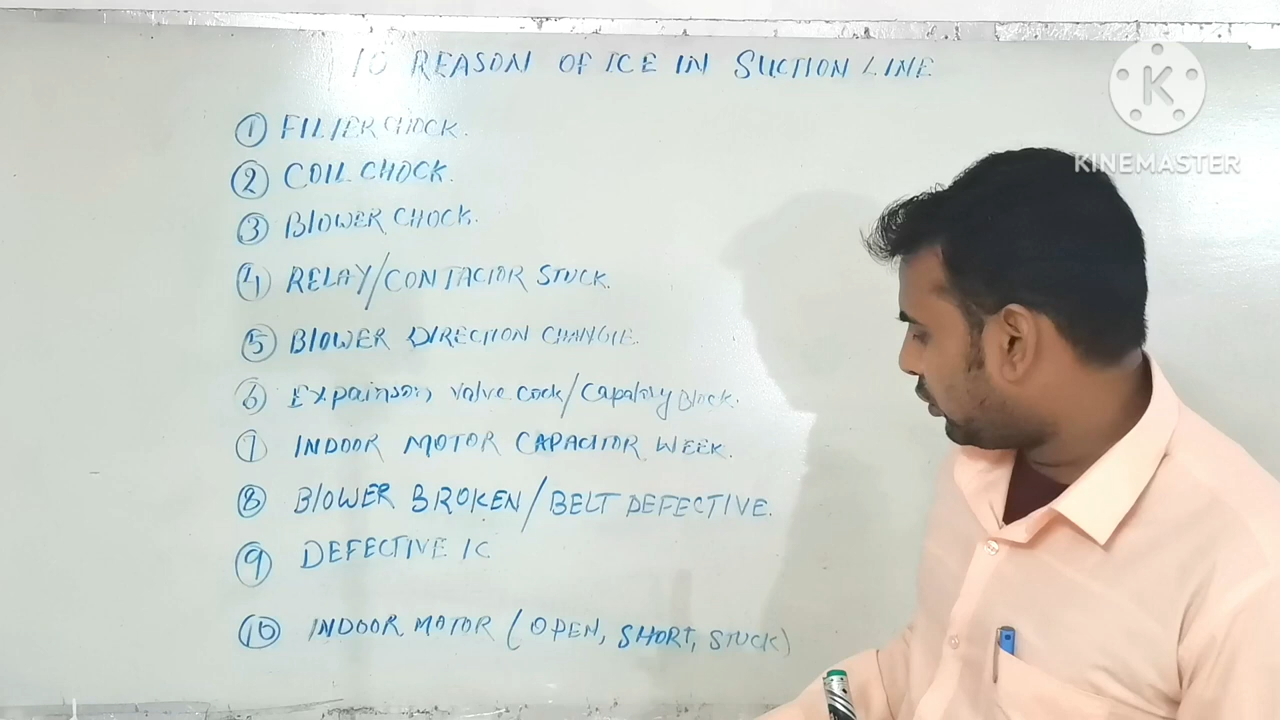 10 REASON OF ICE IN SUCTION LINE
① FILTER CHOCK.
② COIL CHOCK.
③ BLOWER CHOCK.
④ RELAY/CONTACTOR STUCK.
⑤ BLOWER DIRECTION CHANGE.
⑥ Expainson valve cock/Capalary Block.
⑦ INDOOR MOTOR CAPACITOR WEEK.
⑧ BLOWER BROKEN/BELT DEFECTIVE.
⑨ DEFECTIVE IC
⑩ INDOOR MOTOR (OPEN, SHORT, STUCK)
K
KINEMASTER